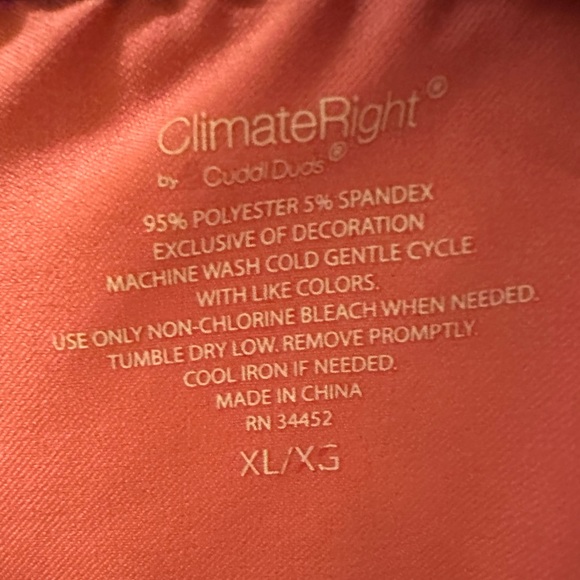 ClimateRight®
by Cuddl Duds®
95% POLYESTER 5% SPANDEX
EXCLUSIVE OF DECORATION
MACHINE WASH COLD GENTLE CYCLE
WITH LIKE COLORS.
USE ONLY NON-CHLORINE BLEACH WHEN NEEDED.
TUMBLE DRY LOW. REMOVE PROMPTLY.
COOL IRON IF NEEDED.
MADE IN CHINA
RN 34452
XL/XG